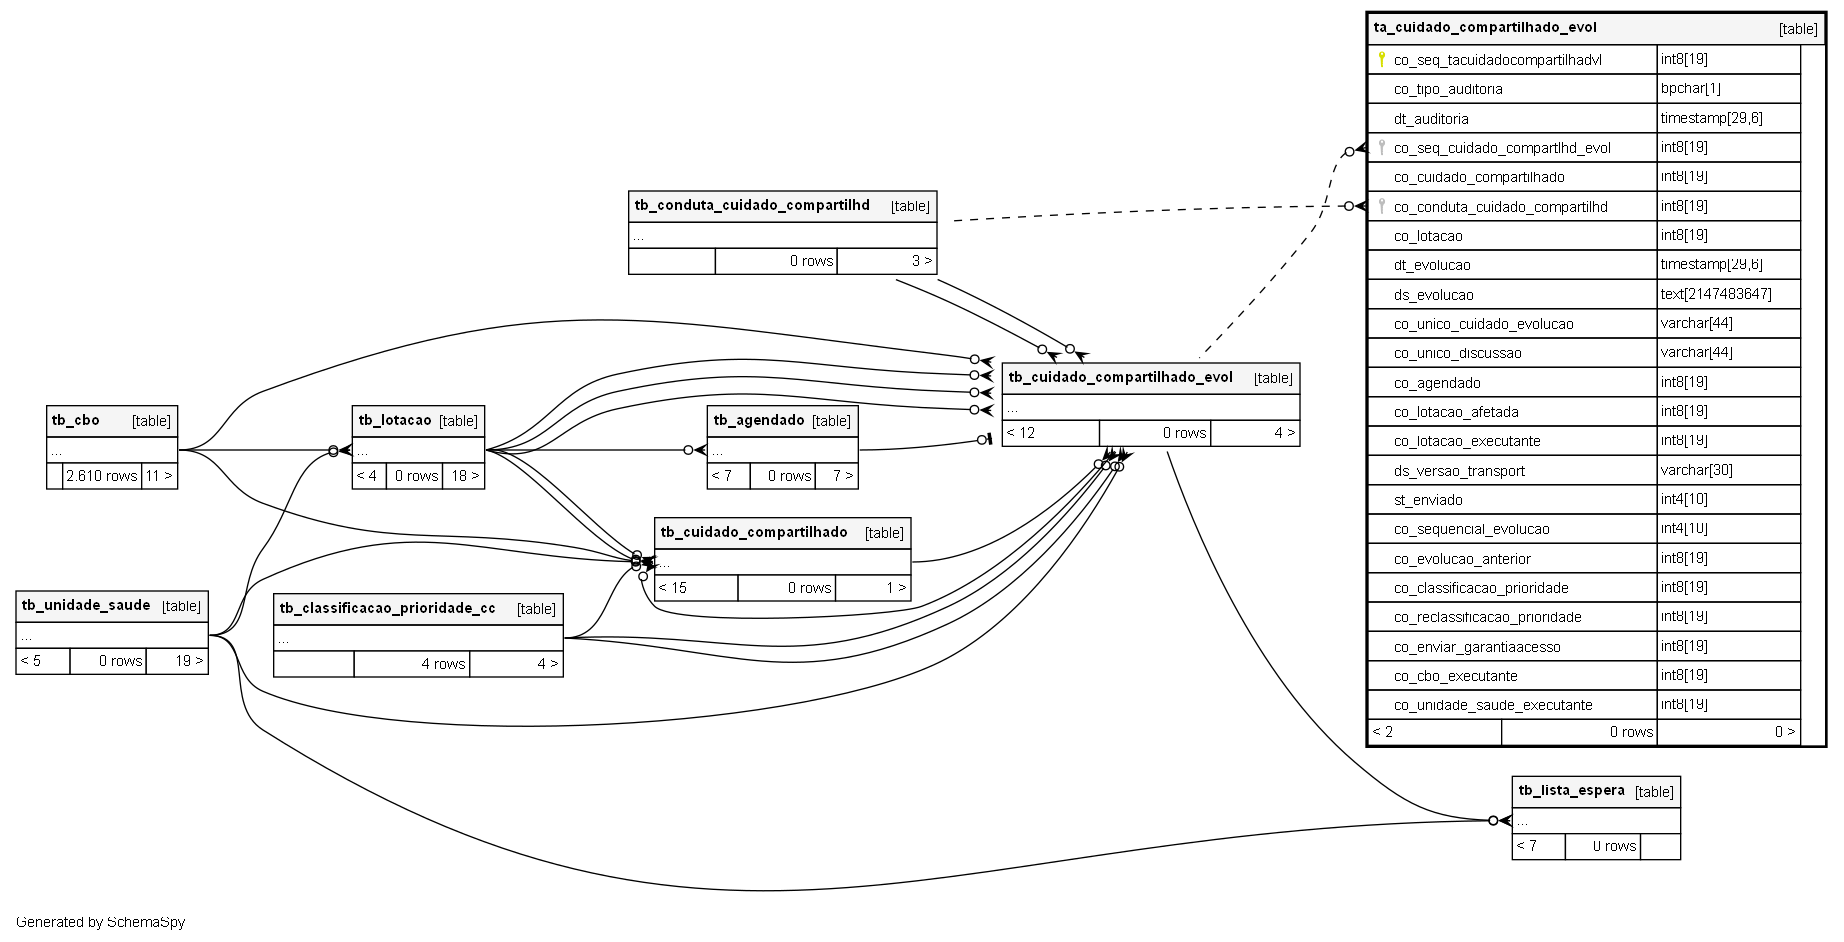 ta_cuidado_compartilhado_evol [table]
co_seq_tacuidadocompartilhadvl int8[19]
co_tipo_auditoria bpchar[1]
dt_auditoria timestamp[29,6]
co_seq_cuidado_compartlhd_evol int8[19]
co_cuidado_compartilhado int8[19]
co_conduta_cuidado_compartilhd int8[19]
co_lotacao int8[19]
dt_evolucao timestamp[29,6]
ds_evolucao text[2147483647]
co_unico_cuidado_evolucao varchar[44]
co_unico_discussao varchar[44]
co_agendado int8[19]
co_lotacao_afetada int8[19]
co_lotacao_executante int8[19]
ds_versao_transport varchar[30]
st_enviado int4[10]
co_sequencial_evolucao int4[10]
co_evolucao_anterior int8[19]
co_classificacao_prioridade int8[19]
co_reclassificacao_prioridade int8[19]
co_enviar_garantiaacesso int8[19]
co_cbo_executante int8[19]
co_unidade_saude_executante int8[19]
< 2 0 rows 0 >
tb_conduta_cuidado_compartilhd [table]
...
0 rows 3 >
tb_cuidado_compartilhado_evol [table]
...
< 12 0 rows 4 >
tb_cbo [table]
...
2.610 rows 11 >
tb_lotacao [table]
...
< 4 0 rows 18 >
tb_agendado [table]
...
< 7 0 rows 7 >
tb_cuidado_compartilhado [table]
...
< 15 0 rows 1 >
tb_unidade_saude [table]
...
< 5 0 rows 19 >
tb_classificacao_prioridade_cc [table]
...
4 rows 4 >
tb_lista_espera [table]
...
< 7 0 rows
Generated by SchemaSpy